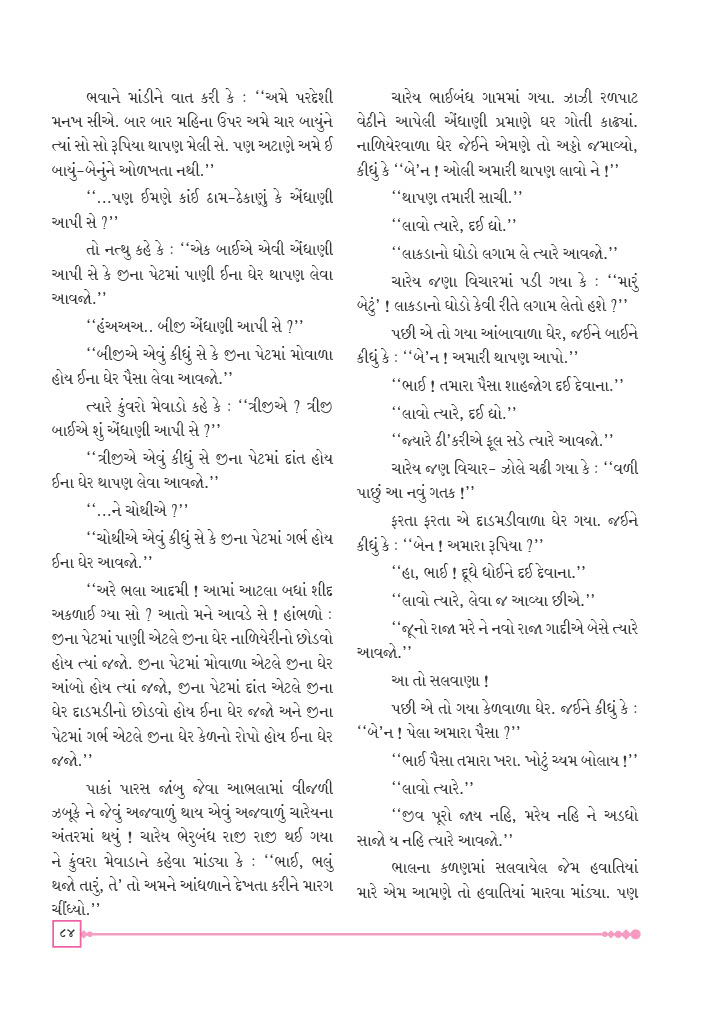 ભવાને માંડીને વાત કરી કે : ‘‘અમે પરદેશી
મનખ સીએ. બાર બાર મહિના ઉપર અમે ચાર બાયુંને
ત્યાં સો સો રૂપિયા થાપણ મેલી સે. પણ અટાણે અમે ઈ
બાયું-બેનુંને ઓળખતા નથી.’’
‘‘...પણ ઈમણે કાંઈ ઠામ-ઠેકાણું કે એંધાણી
આપી સે ?’’
તો નત્થુ કહે કે : ‘‘એક બાઈએ એવી એંધાણી
આપી સે કે જીના પેટમાં પાણી ઈના ઘેર થાપણ લેવા
આવજો.’’
‘‘હંઅઅઅ.. બીજી એંધાણી આપી સે ?’’
‘‘બીજીએ એવું કીધું સે કે જીના પેટમાં મોવાળા
હોય ઈના ઘેર પૈસા લેવા આવજો.’’
ત્યારે કુંવરો મેવાડો કહે કે : ‘‘ત્રીજીએ ? ત્રીજી
બાઈએ શું એંધાણી આપી સે ?’’
‘‘ત્રીજીએ એવું કીધું સે જીના પેટમાં દાંત હોય
ઈના ઘેર થાપણ લેવા આવજો.’’
‘‘...ને ચોથીએ ?’’
‘‘ચોથીએ એવું કીધું સે કે જીના પેટમાં ગર્ભ હોય
ઈના ઘેર આવજો.’’
‘‘અરે ભલા આદમી ! આમાં આટલા બધાં શીદ
અકળાઈ ગ્યા સો ? આતો મને આવડે સે ! હાંભળો :
જીના પેટમાં પાણી એટલે જીના ઘેર નાળિયેરીનો છોડવો
હોય ત્યાં જજો. જીના પેટમાં મોવાળા એટલે જીના ઘેર
આંબો હોય ત્યાં જજો, જીના પેટમાં દાંત એટલે જીના
ઘેર દાડમડીનો છોડવો હોય ઈના ઘેર જજો અને જીના
પેટમાં ગર્ભ એટલે જીના ઘેર કેળનો રોપો હોય ઈના ઘેર
જજો.’’
પાકાં પારસ જાંબુ જેવા આભલામાં વીજળી
ઝબૂકે ને જેવું અજવાળું થાય એવું અજવાળું ચારેયના
અંતરમાં થયું ! ચારેય ભેરુબંધ રાજી રાજી થઈ ગયા
ને કુંવરા મેવાડાને કહેવા માંડ્યા કે : ‘‘ભાઈ, ભલું
થજો તારું, તે’ તો અમને આંધળાને દેખતા કરીને મારગ
ચીંધ્યો.’’
૮૪
ચારેય ભાઈબંધ ગામમાં ગયા. ઝાઝી રળપાટ
વેઠીને આપેલી એંધાણી પ્રમાણે ઘર ગોતી કાઢ્યાં.
નાળિયેરવાળા ઘેર જેઈને એમણે તો અડ્ડો જમાવ્યો,
કીધું કે ‘‘બે’ન ! ઓલી અમારી થાપણ લાવો ને !’’
‘‘થાપણ તમારી સાચી.’’
‘‘લાવો ત્યારે, દઈ દ્યો.’’
‘‘લાકડાનો ઘોડો લગામ લે ત્યારે આવજો.’’
ચારેય જણા વિચારમાં પડી ગયા કે : ‘‘મારું
બેટું’ ! લાકડાનો ઘોડો કેવી રીતે લગામ લેતો હશે ?’’
પછી એ તો ગયા આંબાવાળા ઘેર, જઈને બાઈને
કીધું કે : ‘‘બે’ન ! અમારી થાપણ આપો.’’
‘‘ભાઈ ! તમારા પૈસા શાહજોગ દઈ દેવાના.’’
‘‘લાવો ત્યારે, દઈ દ્યો.’’
‘‘જ્યારે ઠી’કરીએ ફૂલ સડે ત્યારે આવજો.’’
ચારેય જણ વિચાર- ઝોલે ચઢી ગયા કે : ‘‘વળી
પાછું આ નવું ગતક !’’
ફરતા ફરતા એ દાડમડીવાળા ઘેર ગયા. જઈને
કીધું કે : ‘‘બેન ! અમારા રૂપિયા ?’’
‘‘હા, ભાઈ ! દૂધે ધોઈને દઈ દેવાના.’’
‘‘લાવો ત્યારે, લેવા જ આવ્યા છીએ.’’
‘‘જૂનો રાજા મરે ને નવો રાજા ગાદીએ બેસે ત્યારે
આવજો.’’
આ તો સલવાણા !
પછી એ તો ગયા કેળવાળા ઘેર. જઈને કીધું કે :
‘‘બે’ન ! પેલા અમારા પૈસા ?’’
‘‘ભાઈ પૈસા તમારા ખરા. ખોટું ચ્યમ બોલાય !’’
‘‘લાવો ત્યારે.’’
‘‘જીવ પૂરો જાય નહિ, મરેય નહિ ને અડધો
સાજો ય નહિ ત્યારે આવજો.’’
ભાલના કળણમાં સલવાયેલ જેમ હવાતિયાં
મારે એમ આમણે તો હવાતિયાં મારવા માંડ્યા. પણ